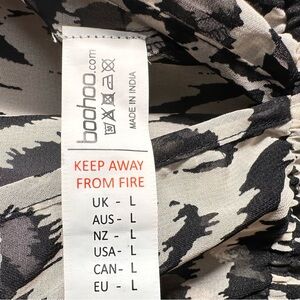 boohoo.com
MADE IN INDIA
KEEP AWAY
FROM FIRE
UK - L
AUS - L
NZ - L
USA - L
CAN - L
EU - L